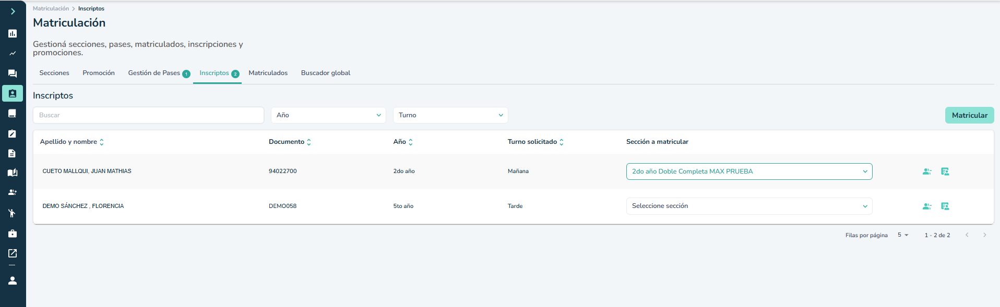 Matriculación > Inscriptos
Matriculación
Gestioná secciones, pases, matriculados, inscripciones y
promociones.
Secciones Promoción Gestión de Pases 1 Inscriptos 2 Matriculados Buscador global
Inscriptos
Buscar Año Turno Matricular
Apellido y nombre Documento Año Turno solicitado Sección a matricular
CUETO MALLQUI, JUAN MATHIAS 94022700 2do año Mañana 2do año Doble Completa MAX PRUEBA
DEMO SÁNCHEZ , FLORENCIA DEMO058 5to año Tarde Seleccione sección
Filas por página 5 1 - 2 de 2